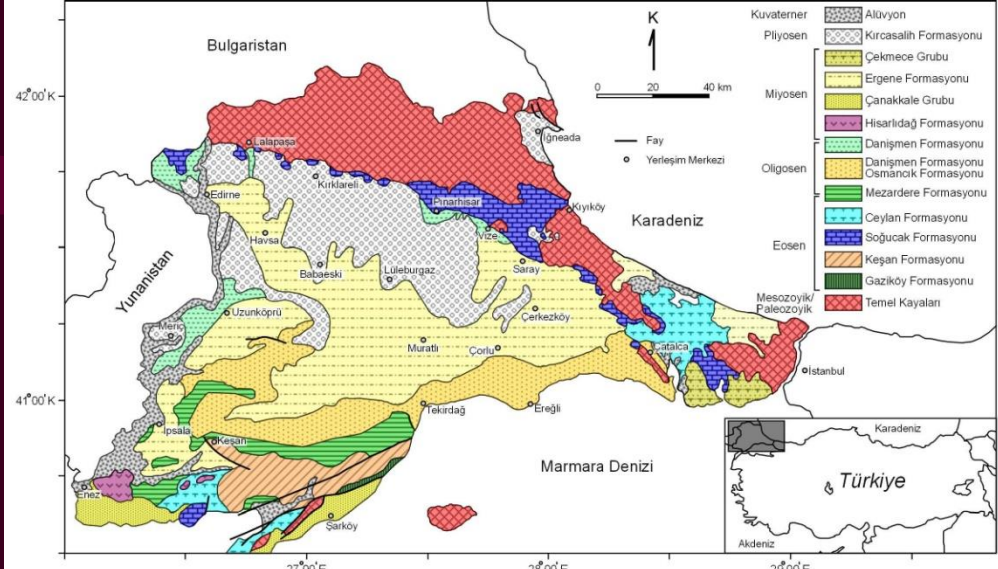 Bulgaristan
K
0 20 40 km
Fay
Yerleşim Merkezi
42°00'K
41°00'K
Lalapaşa
Kırklareli
Edirne
Havsa
Babaeski
Lüleburgaz
Pınarhisar
Vize
Saray
Çerkezköy
İğneada
Kıyıköy
Karadeniz
Yunanistan
Meriç
Uzunköprü
Muratlı
Çorlu
Çatalca
İstanbul
Tekirdağ
Ereğli
İpsala
Keşan
Enez
Şarköy
Marmara Denizi
Kuvaterner
Pliyosen
Miyosen
Oligosen
Eosen
Mesozoyik/
Paleozoyik
Alüvyon
Kırcasalih Formasyonu
Çekmece Grubu
Ergene Formasyonu
Çanakkale Grubu
Hisarlıdağ Formasyonu
Danişmen Formasyonu
Danişmen Formasyonu
Osmancık Formasyonu
Mezardere Formasyonu
Ceylan Formasyonu
Soğucak Formasyonu
Keşan Formasyonu
Gaziköy Formasyonu
Temel Kayaları
Karadeniz
Türkiye
Akdeniz